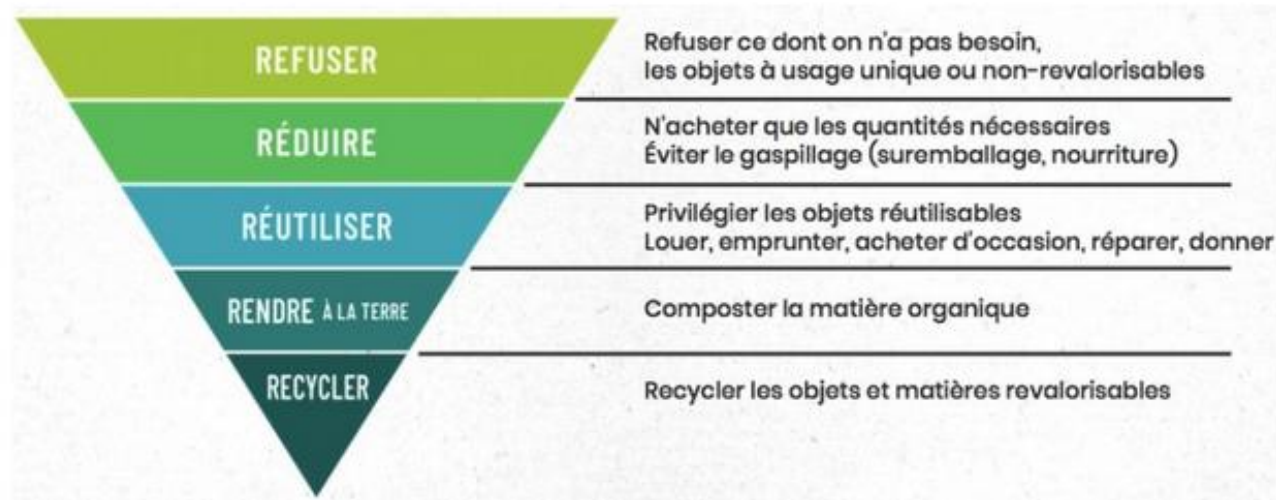 REFUSER
Refuser ce dont on n'a pas besoin,
les objets à usage unique ou non-revalorisables
RÉDUIRE
N'acheter que les quantités nécessaires
Éviter le gaspillage (suremballage, nourriture)
RÉUTILISER
Privilégier les objets réutilisables
Louer, emprunter, acheter d'occasion, réparer, donner
RENDRE À LA TERRE
Composter la matière organique
RECYCLER
Recycler les objets et matières revalorisables